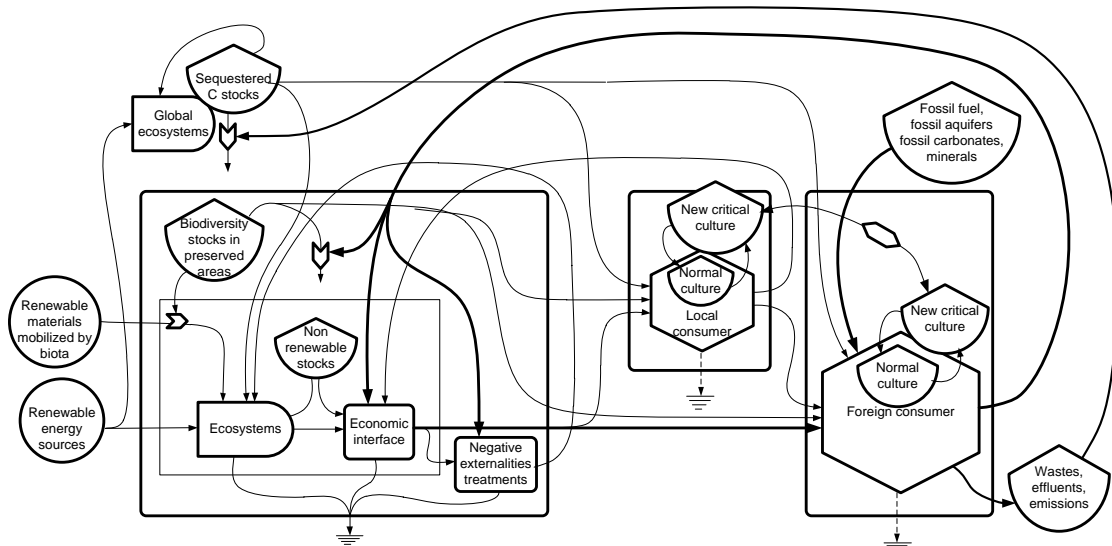 Sequestered
C stocks
Global
ecosystems
Fossil fuel,
fossil aquifers
fossil carbonates,
minerals
Biodiversity
stocks in
preserved
areas
New critical
culture
Normal
culture
Local
consumer
Renewable
materials
mobilized by
biota
Non
renewable
stocks
New critical
culture
Normal
culture
Foreign consumer
Renewable
energy
sources
Ecosystems
Economic
interface
Negative
externalities
treatments
Wastes,
effluents,
emissions